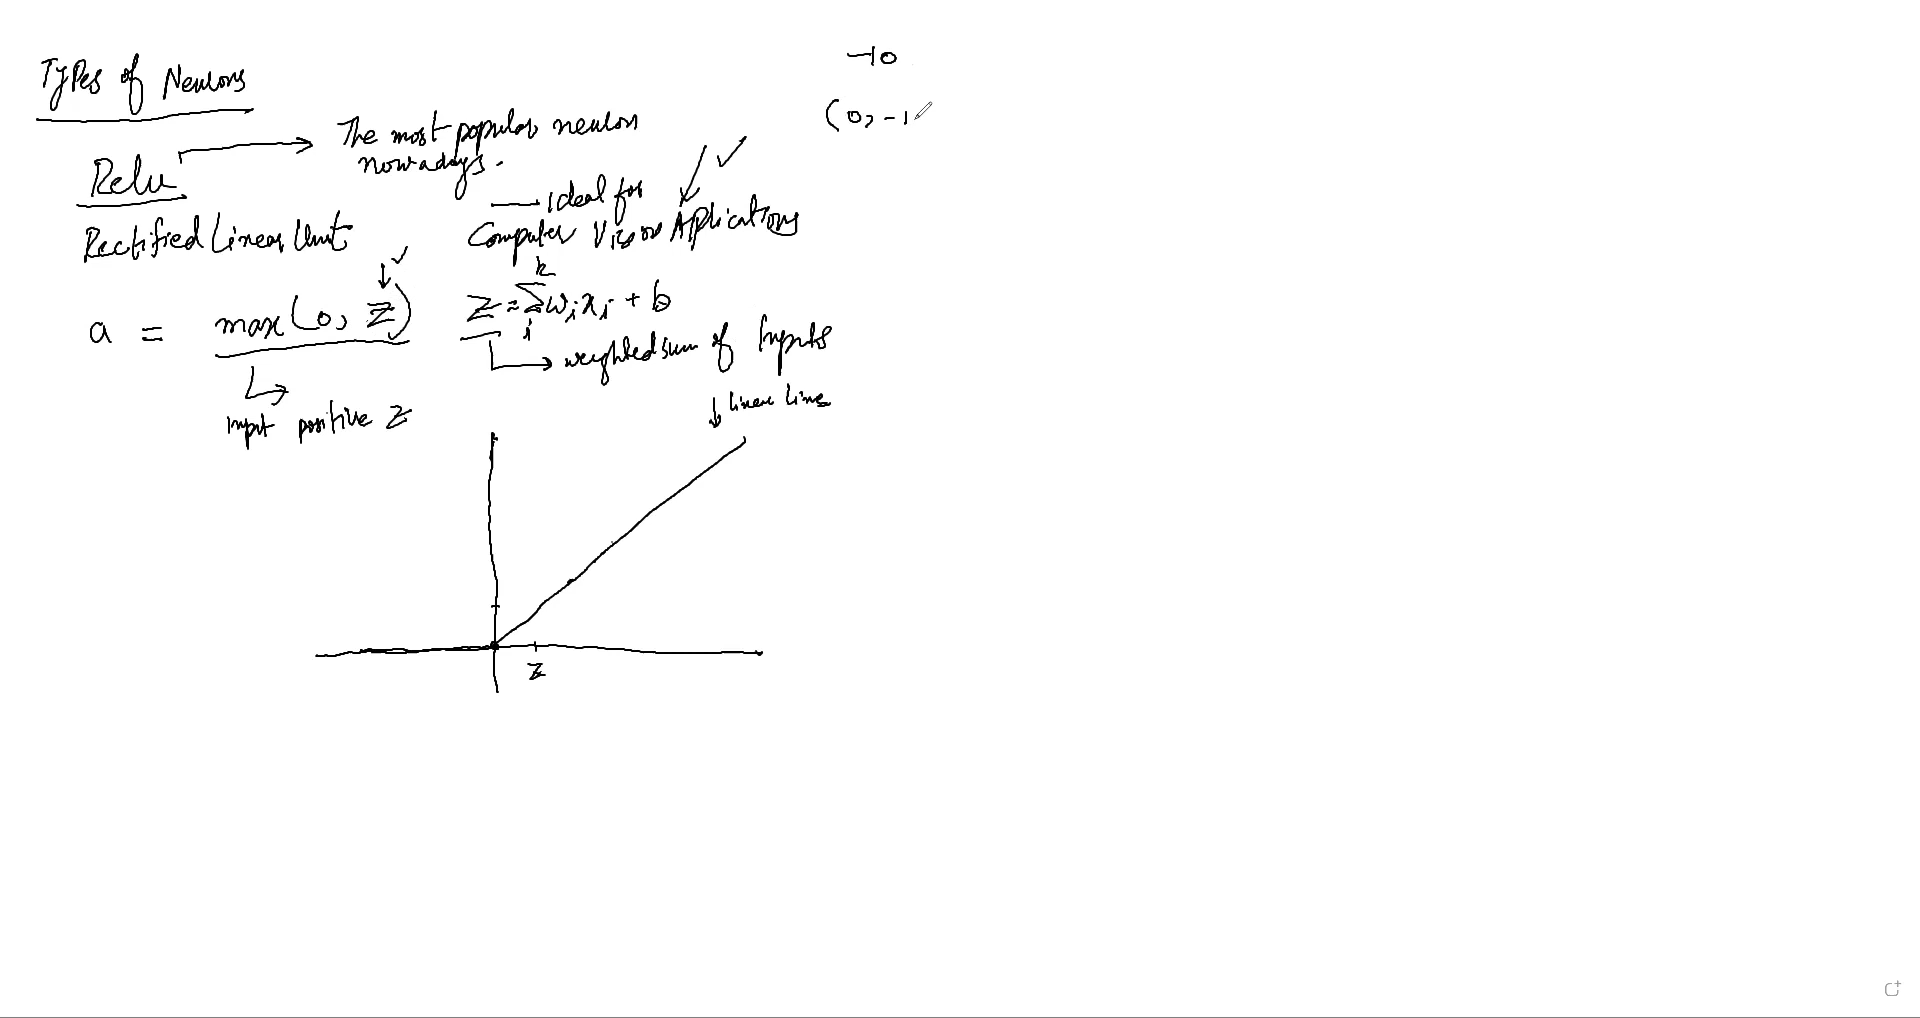 Types of Neurons
-10
(0, -1
Relu
The most popular neuron
nowadays.
Rectified Linear Unit
Ideal for
Computer Vision Applications
a = max(0, z)
z = k∑i wixi + b
weighted sum of Inputs
input positive z
linear line
z